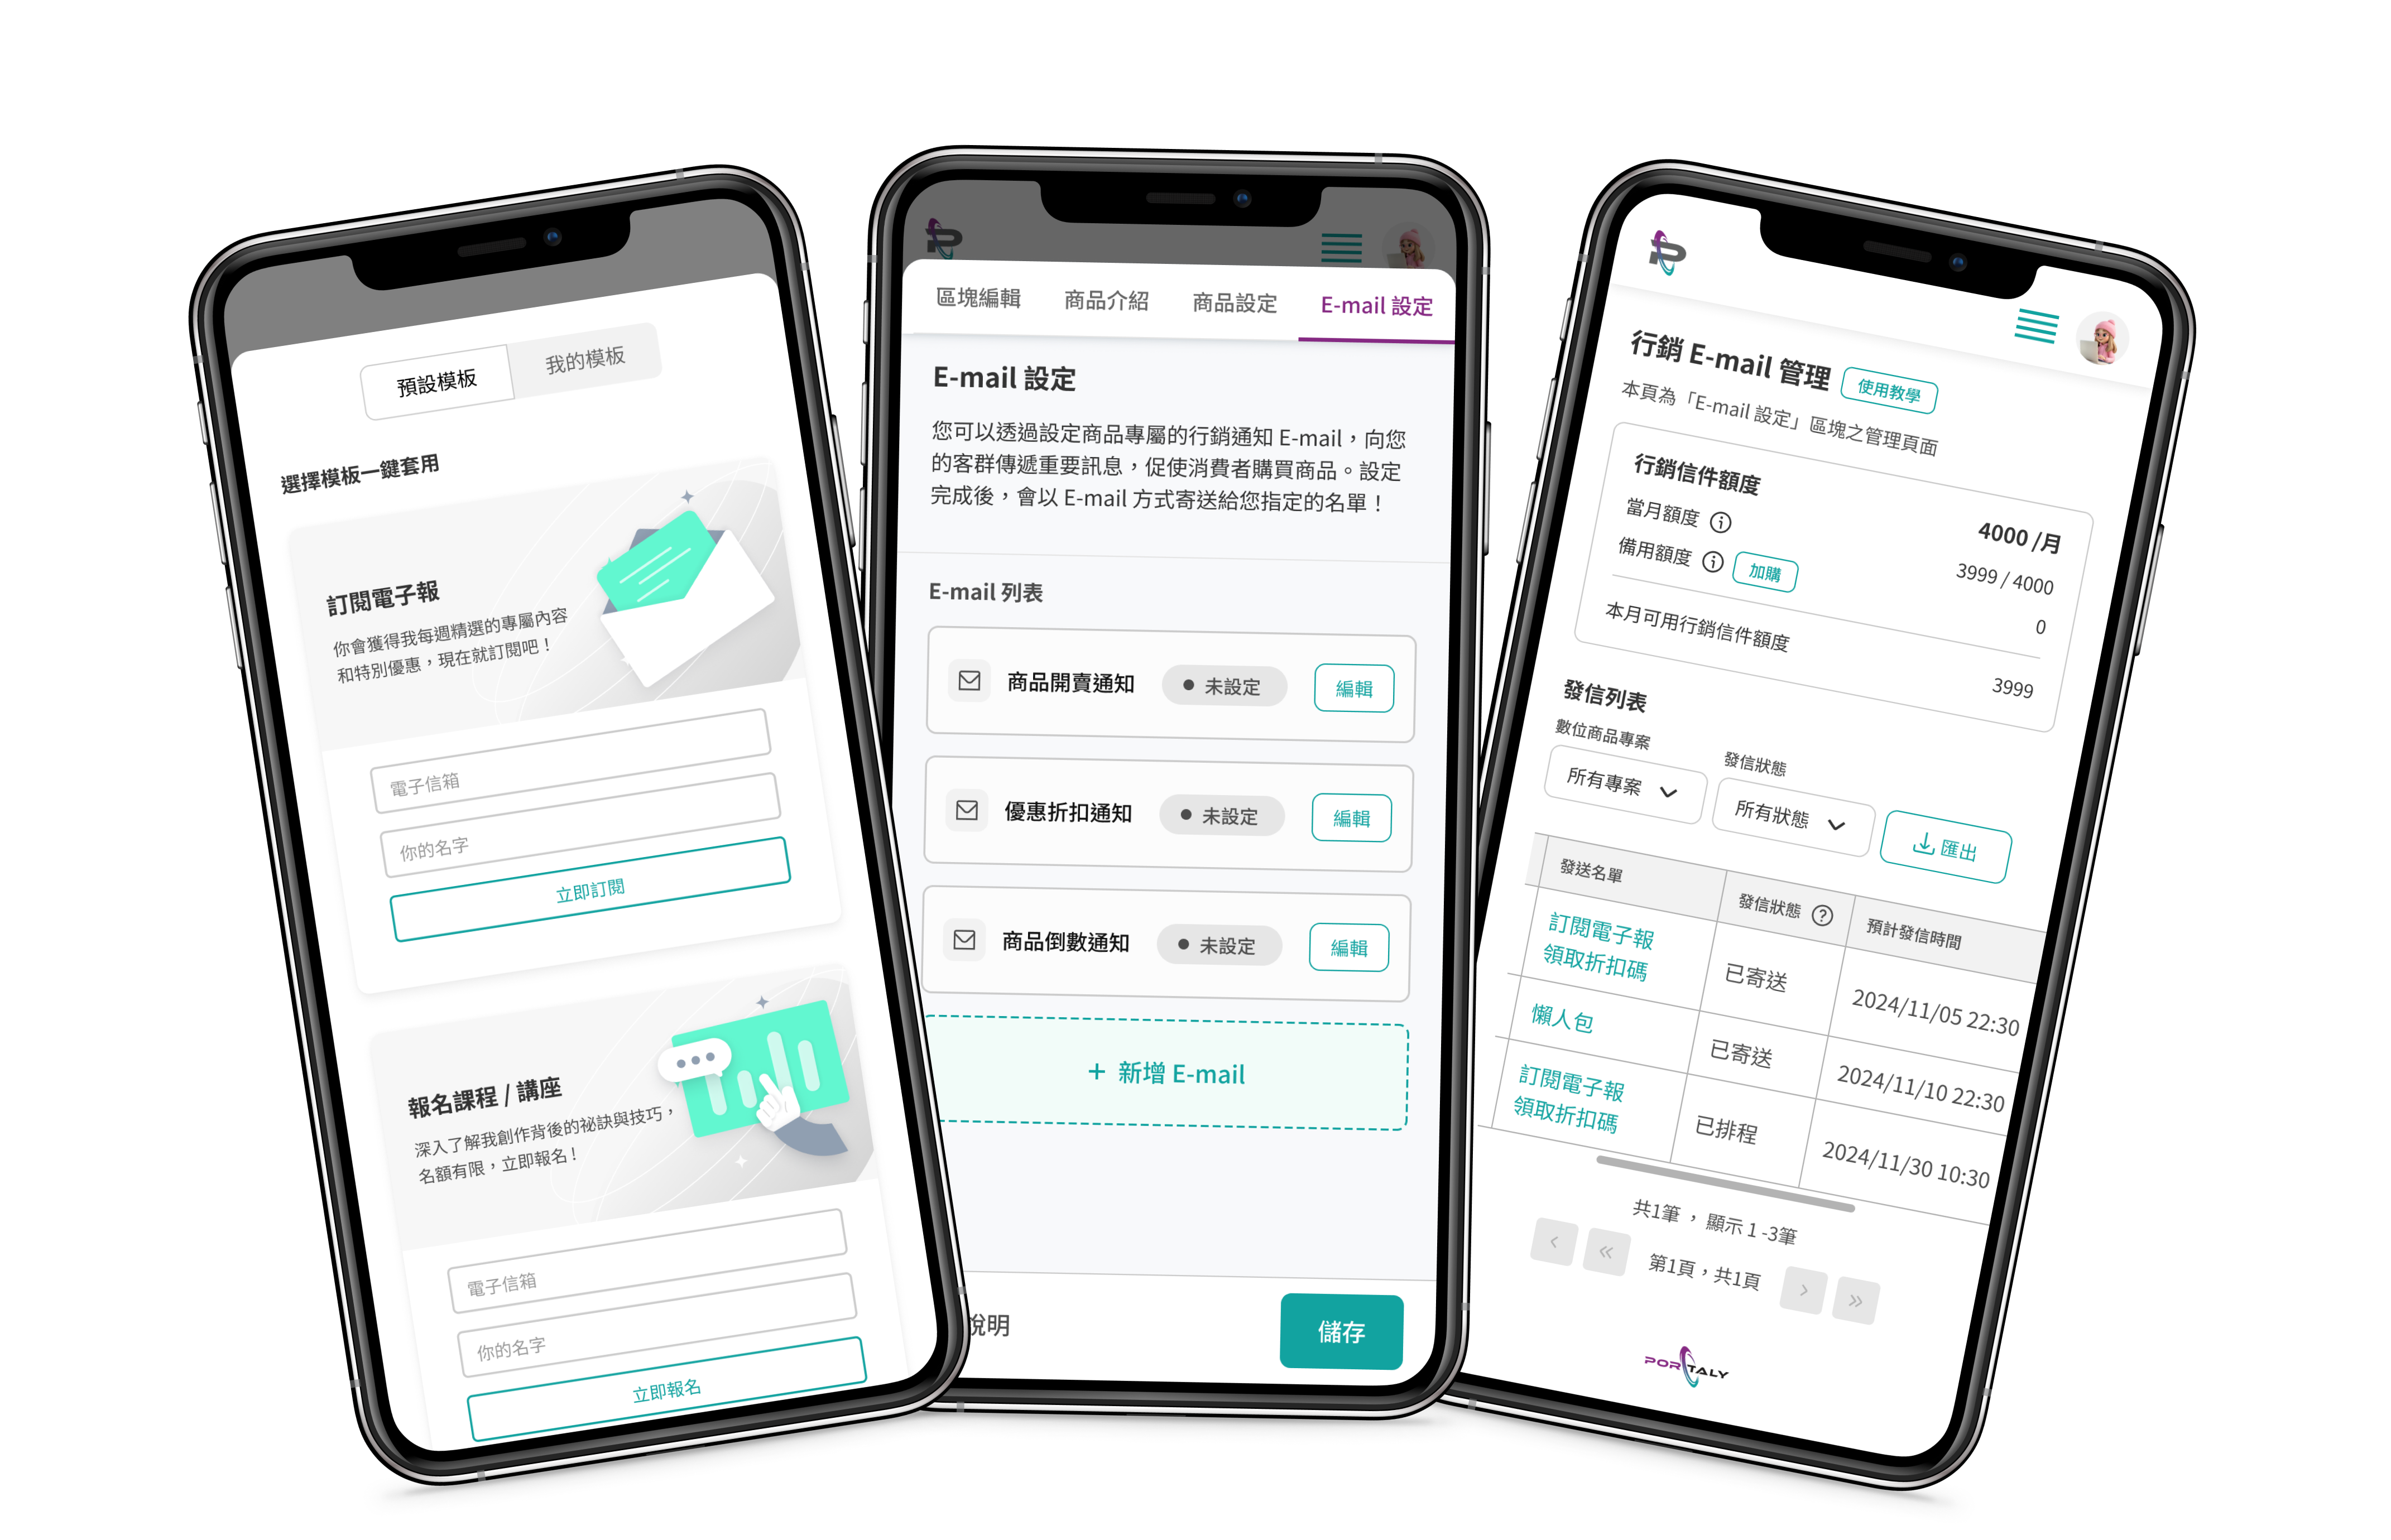 預設模板
我的模板
選擇模板一鍵套用
訂閱電子報
你會獲得我每週精選的專屬內容
和特別優惠，現在就訂閱吧！
電子信箱
你的名字
立即訂閱
報名課程 / 講座
深入了解我創作背後的祕訣與技巧，
名額有限，立即報名！
電子信箱
你的名字
立即報名
區塊編輯
商品介紹
商品設定
E-mail 設定
E-mail 設定
您可以透過設定商品專屬的行銷通知 E-mail，向您
的客群傳遞重要訊息，促使消費者購買商品。設定
完成後，會以 E-mail 方式寄送給您指定的名單！
E-mail 列表
商品開賣通知
未設定
編輯
優惠折扣通知
未設定
編輯
商品倒數通知
未設定
編輯
+ 新增 E-mail
說明
儲存
行銷 E-mail 管理
使用教學
本頁為「E-mail 設定」區塊之管理頁面
行銷信件額度
4000 /月
當月額度
3999 / 4000
備用額度
加購
0
本月可用行銷信件額度
3999
發信列表
數位商品專案
發信狀態
所有專案
所有狀態
匯出
發送名單
發信狀態
預計發信時間
訂閱電子報
領取折扣碼
已寄送
2024/11/05 22:30
懶人包
已寄送
2024/11/10 22:30
訂閱電子報
領取折扣碼
已排程
2024/11/30 10:30
共1筆 ， 顯示 1 -3筆
第1頁，共1頁
PORTALY